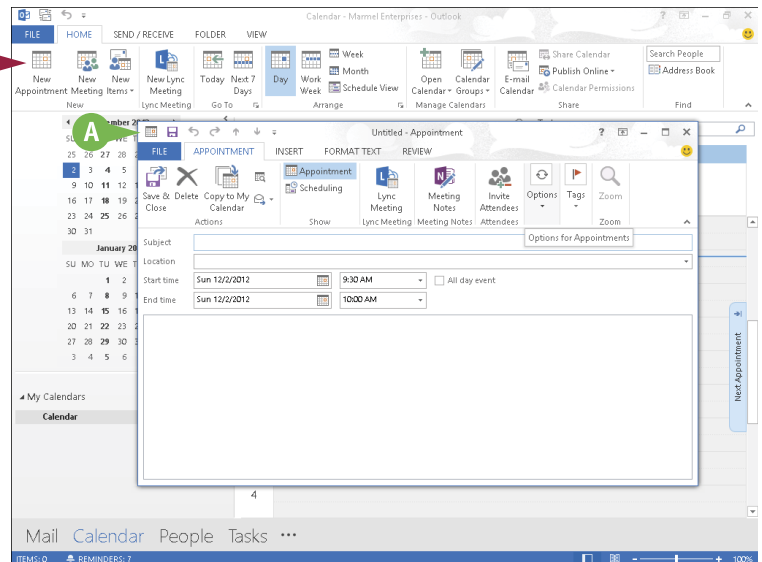 Calendar - Marmel Enterprises - Outlook
FILE HOME SEND / RECEIVE FOLDER VIEW
New Appointment
New Meeting
New Items
New
New Lync Meeting
Lync Meeting
Today
Next 7 Days
Go To
Day
Work Week
Week
Month
Schedule View
Arrange
Open Calendar
Calendar Groups
Manage Calendars
E-mail Calendar
Share Calendar
Publish Online
Calendar Permissions
Share
Search People
Address Book
Find
A
25 26 27 28
2 3 4 5
9 10 11 12
16 17 18 19
23 24 25 26
30 31
January 20
SU MO TU WE T
1 2
6 7 8 9
13 14 15 16
20 21 22 23
27 28 29 30
3 4 5 6
My Calendars
Calendar
Untitled - Appointment
FILE APPOINTMENT INSERT FORMAT TEXT REVIEW
Save & Close
Delete
Copy to My Calendar
Actions
Appointment
Scheduling
Show
Lync Meeting
Lync Meeting
Meeting Notes
Meeting Notes
Invite Attendees
Attendees
Options
Tags
Zoom
Zoom
Options for Appointments
Subject
Location
Start time Sun 12/2/2012 9:30 AM All day event
End time Sun 12/2/2012 10:00 AM
Next Appointment
4
Mail Calendar People Tasks •••
ITEMS: 0 REMINDERS: 7 100%